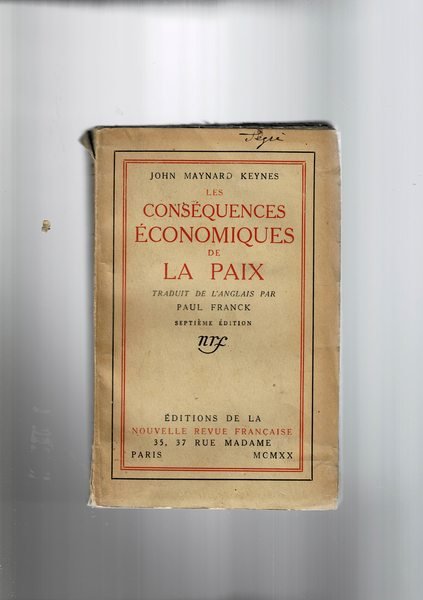 JOHN MAYNARD KEYNES
LES
CONSÉQUENCES
ÉCONOMIQUES
DE
LA PAIX
TRADUIT DE L'ANGLAIS PAR
PAUL FRANCK
SEPTIÈME ÉDITION
nrf
ÉDITIONS DE LA
NOUVELLE REVUE FRANÇAISE
35, 37 RUE MADAME
PARIS MCMXX